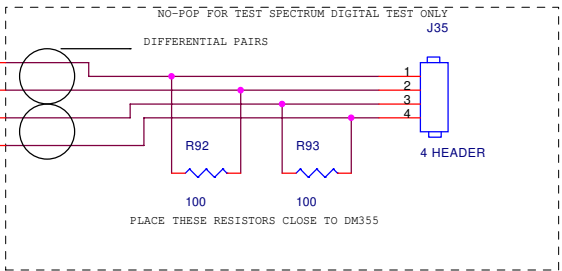 NO-POP FOR TEST SPECTRUM DIGITAL TEST ONLY
J35
DIFFERENTIAL PAIRS
1
2
3
4
R92
R93
4 HEADER
100
100
PLACE THESE RESISTORS CLOSE TO DM355